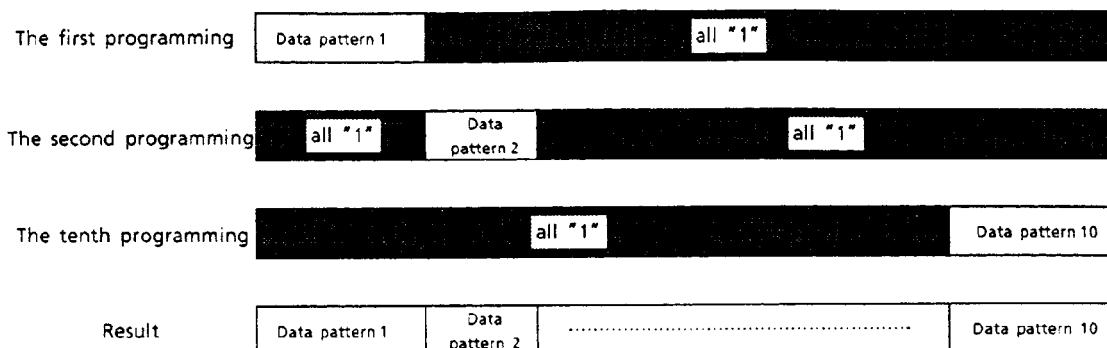 The first programming
Data pattern 1
all "1"
The second programming
all "1"
Data
pattern 2
all "1"
The tenth programming
all "1"
Data pattern 10
Result
Data pattern 1
Data
pattern 2
Data pattern 10